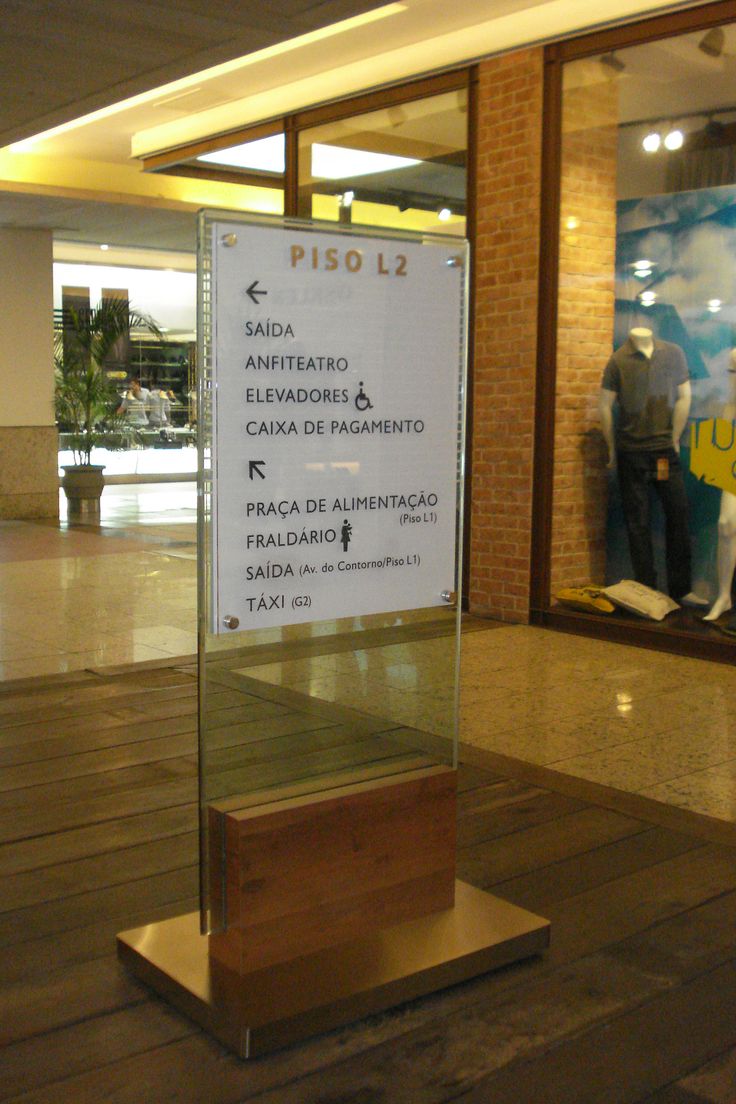 PISO L2
SAÍDA
ANFITEATRO
ELEVADORES
CAIXA DE PAGAMENTO
PRAÇA DE ALIMENTAÇÃO
(Piso L1)
FRALDÁRIO
SAÍDA (Av. do Contorno/Piso L1)
TÁXI (G2)